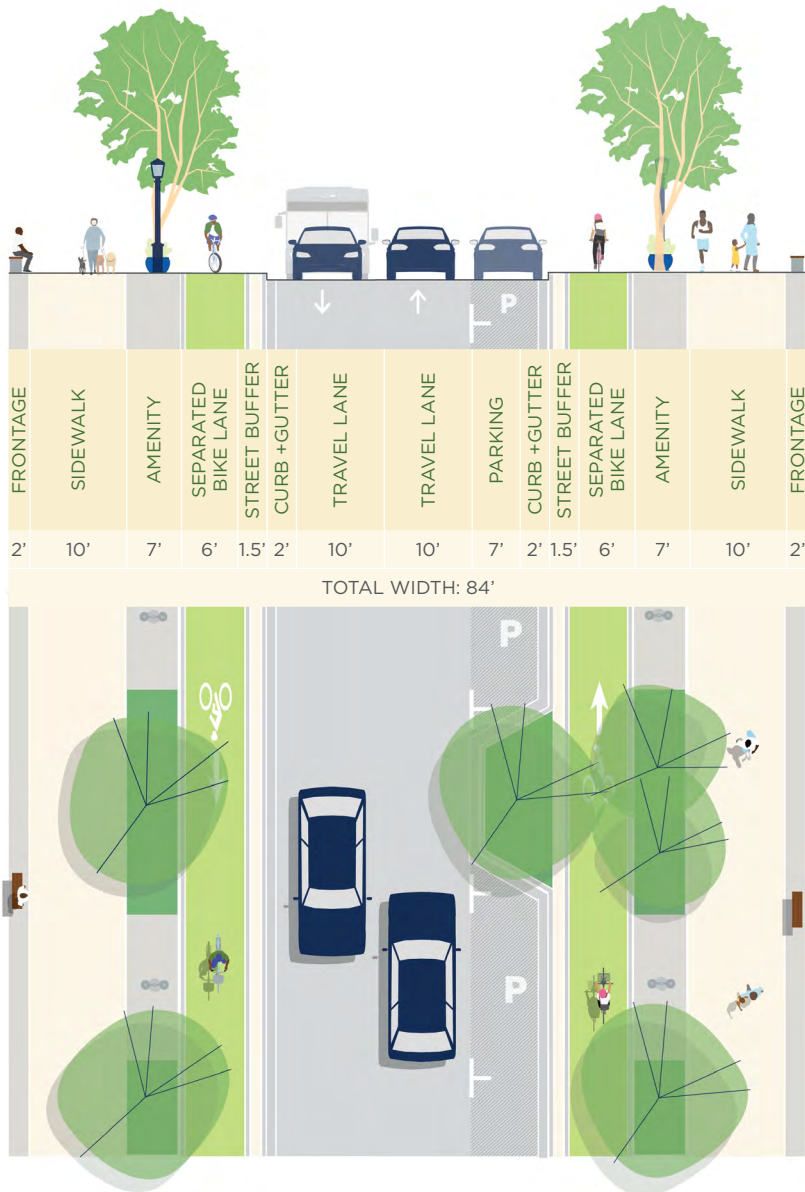 P
FRONTAGE
SIDEWALK
AMENITY
SEPARATED
BIKE LANE
STREET BUFFER
CURB +GUTTER
TRAVEL LANE
TRAVEL LANE
PARKING
CURB +GUTTER
STREET BUFFER
SEPARATED
BIKE LANE
AMENITY
SIDEWALK
FRONTAGE
2' 10' 7' 6' 1.5' 2' 10' 10' 7' 2' 1.5' 6' 7' 10' 2'
TOTAL WIDTH: 84'
P
P